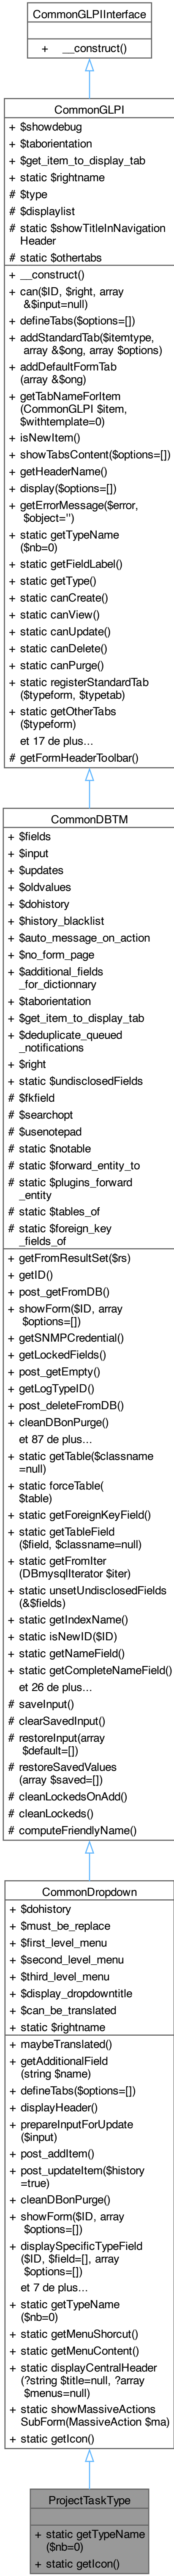 CommonGLPIInterface
+ __construct()
CommonGLPI
+ $showdebug
+ $taborientation
+ $get_item_to_display_tab
+ static $rightname
# $type
# $displaylist
# static $showTitleInNavigation
Header
# static $othertabs
+ __construct()
+ can($ID, $right, array
&$input=null)
+ defineTabs($options=[])
+ addStandardTab($itemtype,
array &$ong, array $options)
+ addDefaultFormTab
(array &$ong)
+ getTabNameForItem
(CommonGLPI $item,
$withtemplate=0)
+ isNewItem()
+ showTabsContent($options=[])
+ getHeaderName()
+ display($options=[])
+ getErrorMessage($error,
$object='')
+ static getTypeName
($nb=0)
+ static getFieldLabel()
+ static getType()
+ static canCreate()
+ static canView()
+ static canUpdate()
+ static canDelete()
+ static canPurge()
+ static registerStandardTab
($typeform, $typetab)
+ static getOtherTabs
($typeform)
et 17 de plus...
# getFormHeaderToolbar()
CommonDBTM
+ $fields
+ $input
+ $updates
+ $oldvalues
+ $dohistory
+ $history_blacklist
+ $auto_message_on_action
+ $no_form_page
+ $additional_fields
_for_dictionnary
+ $taborientation
+ $get_item_to_display_tab
+ $deduplicate_queued
_notifications
+ $right
+ static $undisclosedFields
# $fkfield
# $searchopt
# $usenotepad
# static $notable
# static $forward_entity_to
# static $plugins_forward
_entity
# static $tables_of
# static $foreign_key
_fields_of
+ getFromResultSet($rs)
+ getID()
+ post_getFromDB()
+ showForm($ID, array
$options=[])
+ getSNMPCredential()
+ getLockedFields()
+ post_getEmpty()
+ getLogTypeID()
+ post_deleteFromDB()
+ cleanDBonPurge()
et 87 de plus...
+ static getTable($classname
=null)
+ static forceTable(
$table)
+ static getForeignKeyField()
+ static getTableField
($field, $classname=null)
+ static getFromIter
(DBmysqlIterator $iter)
+ static unsetUndisclosedFields
(&$fields)
+ static getIndexName()
+ static isNewID($ID)
+ static getNameField()
+ static getCompleteNameField()
et 26 de plus...
# saveInput()
# clearSavedInput()
# restoreInput(array
$default=[])
# restoreSavedValues
(array $saved=[])
# cleanLockedsOnAdd()
# cleanLockeds()
# computeFriendlyName()
CommonDropdown
+ $dohistory
+ $must_be_replace
+ $first_level_menu
+ $second_level_menu
+ $third_level_menu
+ $display_dropdowntitle
+ $can_be_translated
+ static $rightname
+ maybeTranslated()
+ getAdditionalField
(string $name)
+ defineTabs($options=[])
+ displayHeader()
+ prepareInputForUpdate
($input)
+ post_addItem()
+ post_updateItem($history
=true)
+ cleanDBonPurge()
+ showForm($ID, array
$options=[])
+ displaySpecificTypeField
($ID, $field=[], array
$options=[])
et 7 de plus...
+ static getTypeName
($nb=0)
+ static getMenuShorcut()
+ static getMenuContent()
+ static displayCentralHeader
(?string $title=null, ?array
$menus=null)
+ static showMassiveActions
SubForm(MassiveAction $ma)
+ static getIcon()
ProjectTaskType
+ static getTypeName
($nb=0)
+ static getIcon()